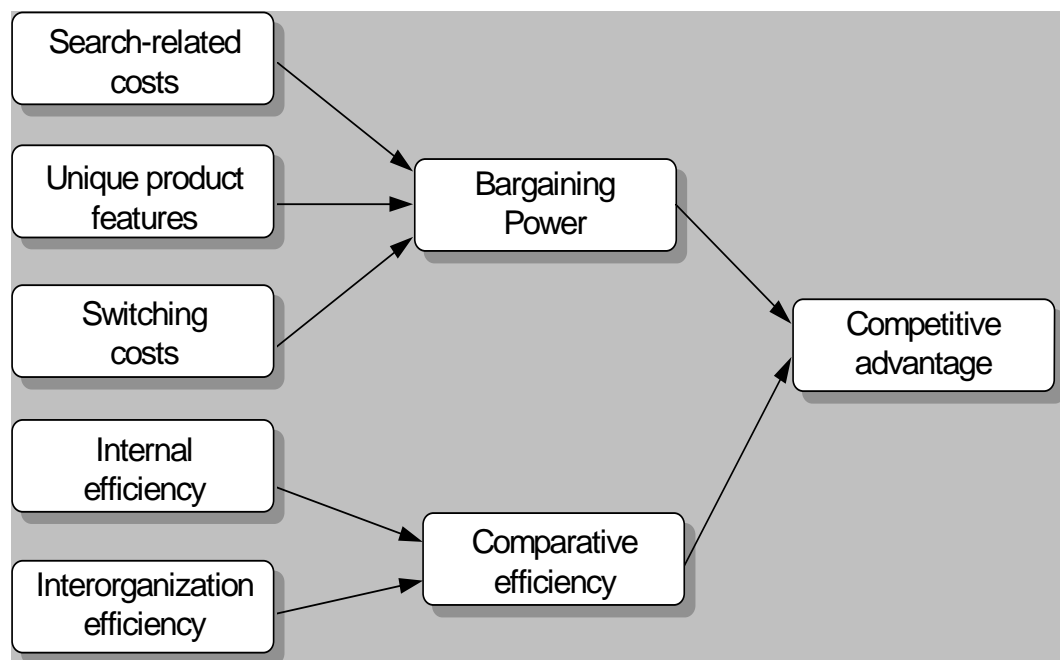 Search-related
costs
Unique product
features
Switching
costs
Internal
efficiency
Interorganization
efficiency
Bargaining
Power
Comparative
efficiency
Competitive
advantage